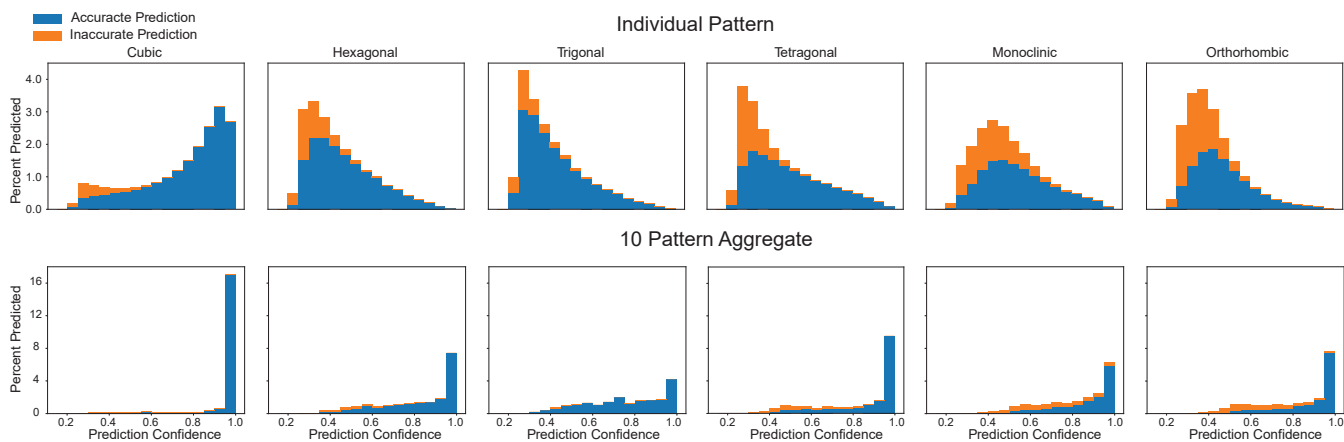 Accuracte Prediction
Inaccurate Prediction
Individual Pattern
Cubic Hexagonal Trigonal Tetragonal Monoclinic Orthorhombic
Percent Predicted
4.0
3.0
2.0
1.0
0.0
10 Pattern Aggregate
Percent Predicted
16
12
8
4
0
0.2 0.4 0.6 0.8 1.0 0.2 0.4 0.6 0.8 1.0 0.2 0.4 0.6 0.8 1.0 0.2 0.4 0.6 0.8 1.0 0.2 0.4 0.6 0.8 1.0 0.2 0.4 0.6 0.8 1.0
Prediction Confidence Prediction Confidence Prediction Confidence Prediction Confidence Prediction Confidence Prediction Confidence